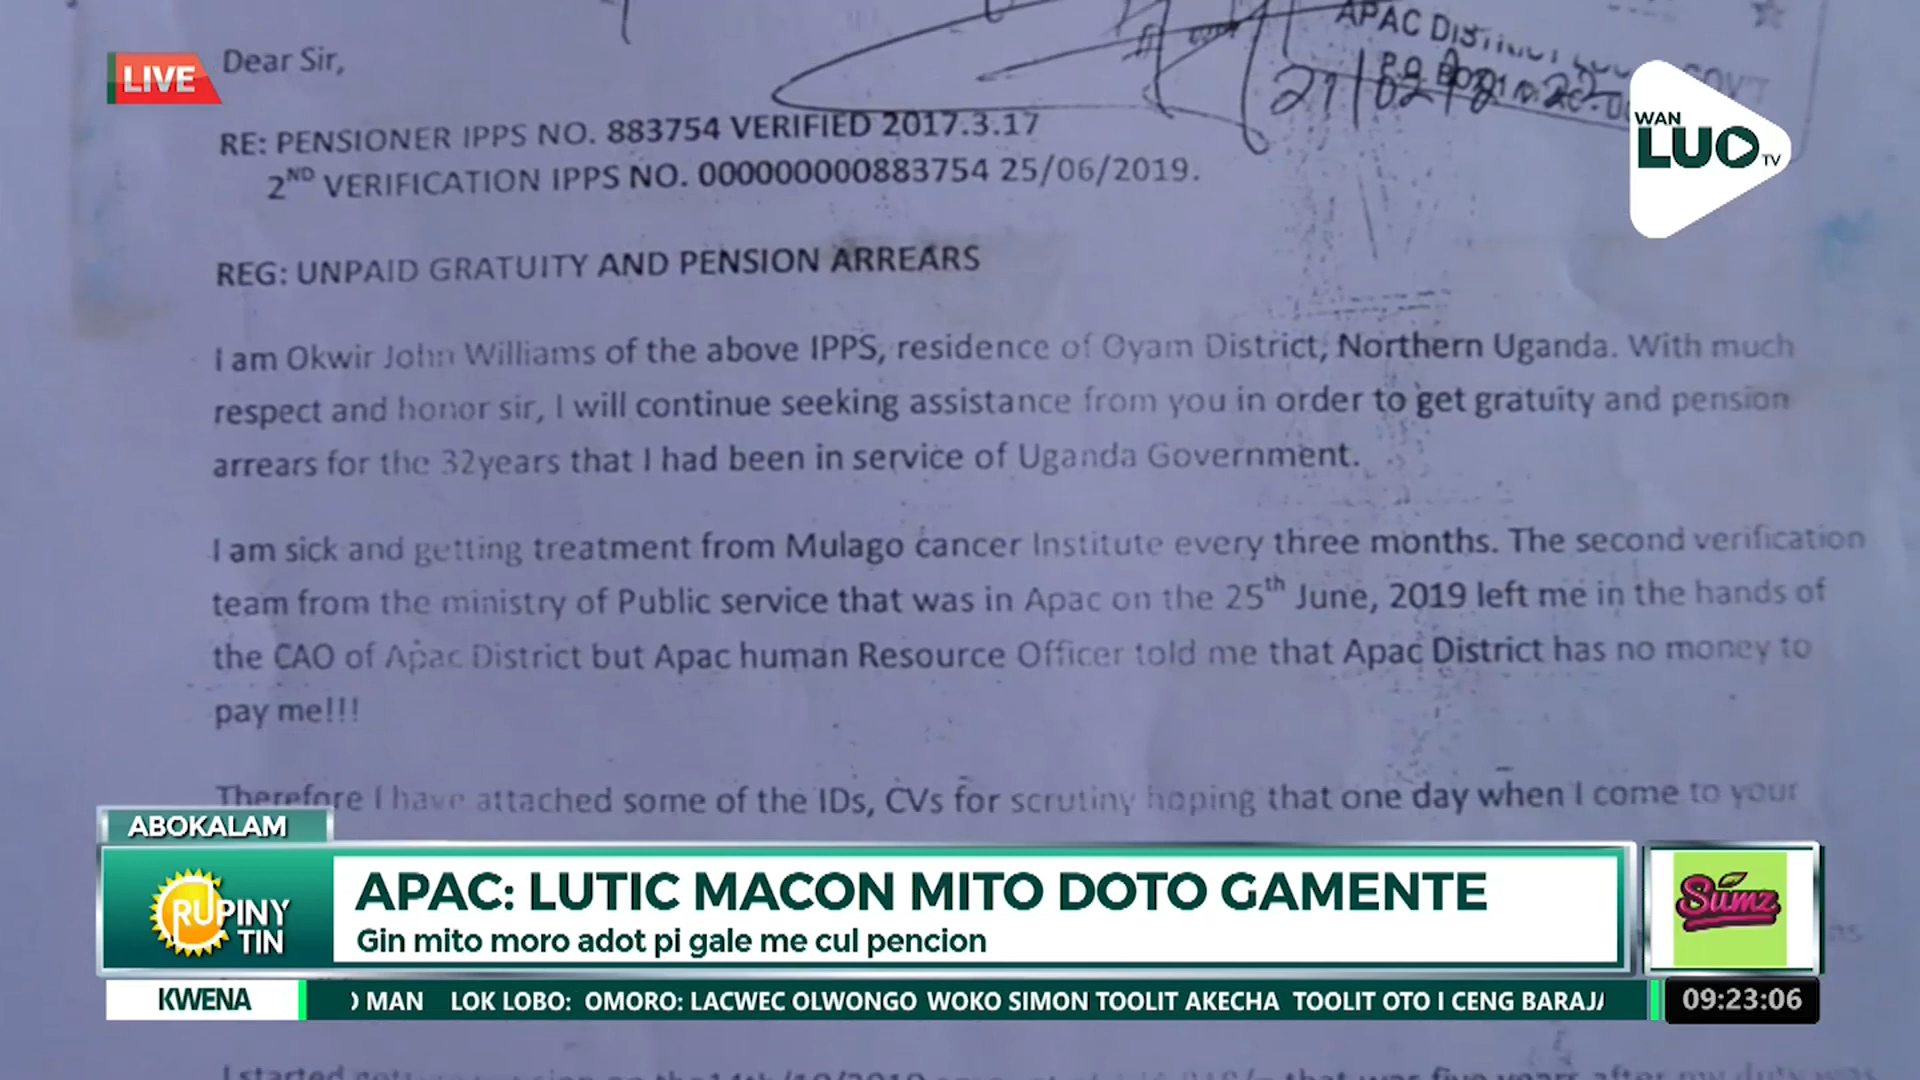 Dear Sir,
APAC DISTRICT
21/02/2022
LIVE
WAN
LUO TV
RE: PENSIONER IPPS NO. 883754 VERIFIED 2017.3.17
2ND VERIFICATION IPPS NO. 000000000883754 25/06/2019.
REG: UNPAID GRATUITY AND PENSION ARREARS
I am Okwir John Williams of the above IPPS, residence of Oyam District, Northern Uganda. With much
respect and honor sir, I will continue seeking assistance from you in order to get gratuity and pension
arrears for the 32years that I had been in service of Uganda Government.
I am sick and getting treatment from Mulago cancer Institute every three months. The second verification
team from the ministry of Public service that was in Apac on the 25th June, 2019 left me in the hands of
the CAO of Apac District but Apac human Resource Officer told me that Apac District has no money to
pay me!!!
Therefore I have attached some of the IDs, CVs for scrutiny hoping that one day when I come to your
ABOKALAM
RUPINY TIN
APAC: LUTIC MACON MITO DOTO GAMENTE
Gin mito moro adot pi gale me cul pencion
Sumz
KWENA
MAN LOK LOBO: OMORO: LACWEC OLWONGO WOKO SIMON TOOLIT AKECHA TOOLIT OTO I CENG BARAJA
09:23:06
I started